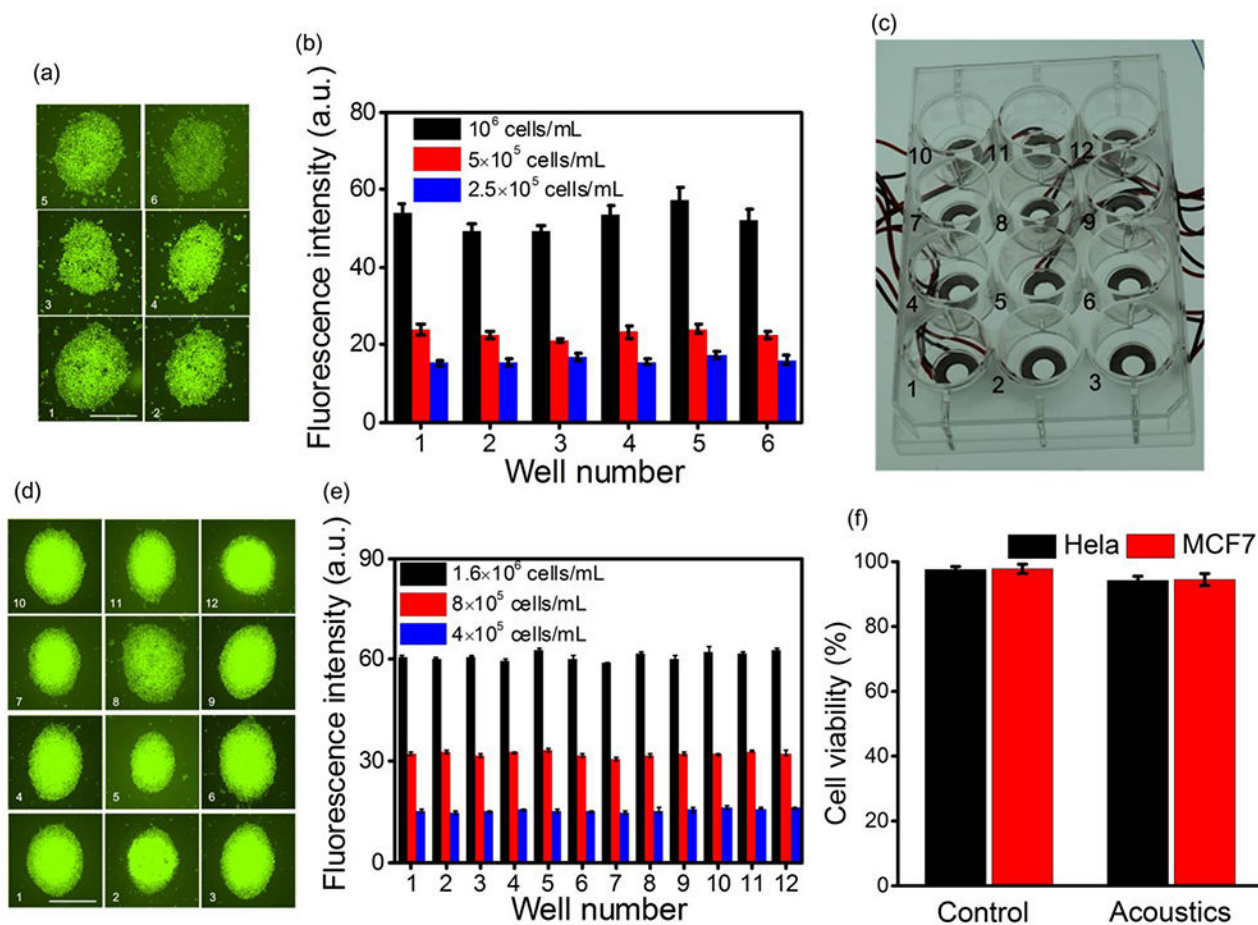 (a)
5 6
3 4
1 2
(b)
Fluorescence intensity (a.u.)
80
60
40
20
0
10⁶ cells/mL
5×10⁵ cells/mL
2.5×10⁵ cells/mL
1 2 3 4 5 6
Well number
(c)
10 11 12
7 8 9
4 5 6
1 2 3
(d)
10 11 12
7 8 9
4 5 6
1 2 3
(e)
Fluorescence intensity (a.u.)
90
60
30
0
1.6×10⁶ cells/mL
8×10⁵ cells/mL
4×10⁵ cells/mL
1 2 3 4 5 6 7 8 9 10 11 12
Well number
(f)
Hela MCF7
Cell viability (%)
100
80
60
40
20
0
Control Acoustics